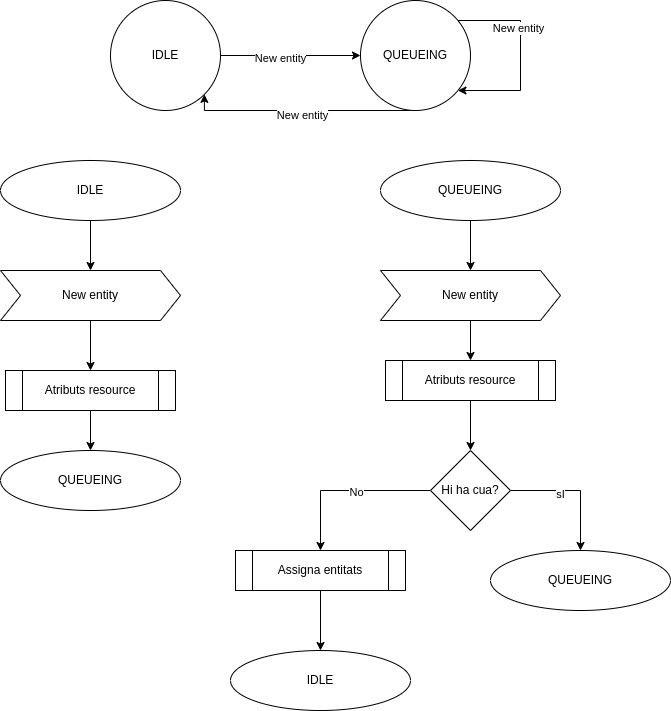 IDLE
QUEUEING
New entity
New entity
New entity
IDLE
QUEUEING
New entity
New entity
Atributs resource
Atributs resource
QUEUEING
Hi ha cua?
No
sI
Assigna entitats
QUEUEING
IDLE